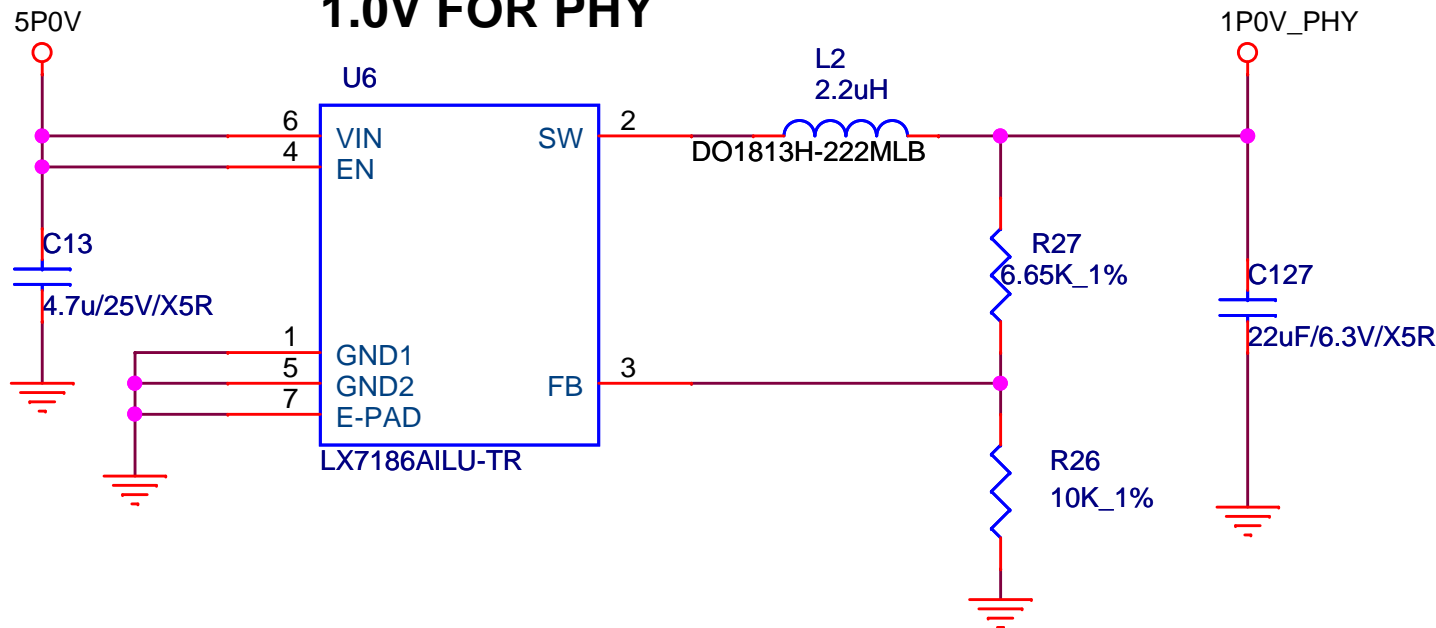 1.0V FOR PHY
5P0V
1P0V_PHY
U6
L2
2.2uH
6
VIN
SW
2
4
EN
DO1813H-222MLB
C13
4.7u/25V/X5R
R27
6.65K_1%
C127
22uF/6.3V/X5R
1
GND1
5
GND2
FB
3
7
E-PAD
LX7186AILU-TR
R26
10K_1%